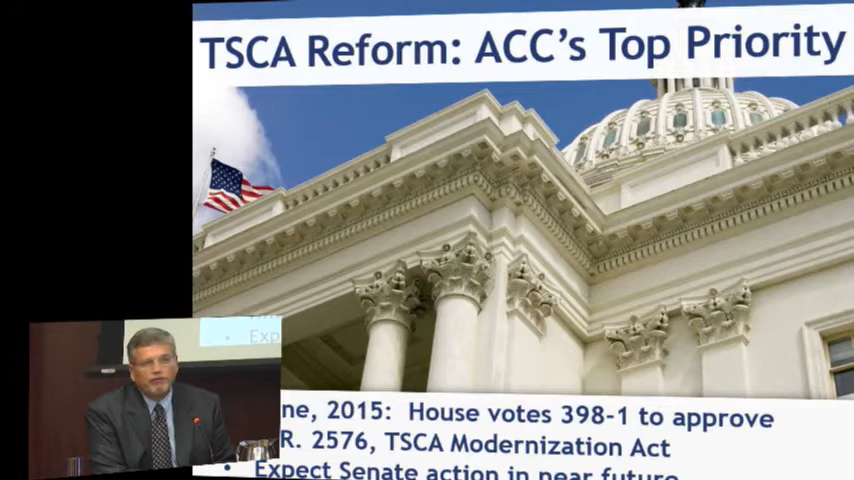 TSCA Reform: ACC's Top Priority
ne, 2015: House votes 398-1 to approve
R. 2576, TSCA Modernization Act
• Expect Senate action in near future
• Exp